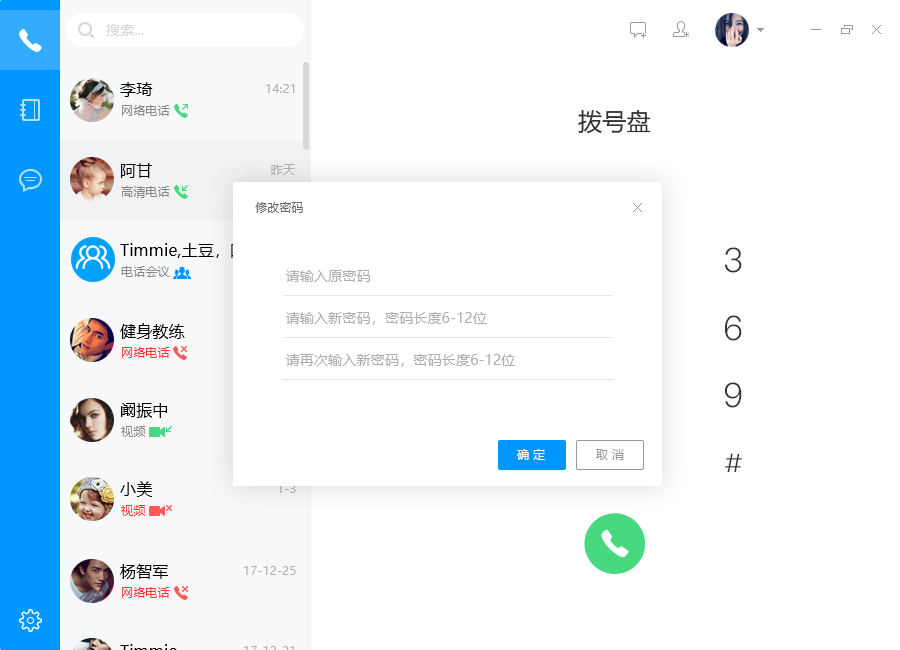 搜索...
李琦
14:21
网络电话
阿甘
昨天
高清电话
Timmie,土豆，
电话会议
健身教练
网络电话
阚振中
视频
小美
1-3
视频
杨智军
17-12-25
网络电话
Timmie
17-12-21
拨号盘
3
6
9
#
修改密码
请输入原密码
请输入新密码，密码长度6-12位
请再次输入新密码，密码长度6-12位
确 定
取 消